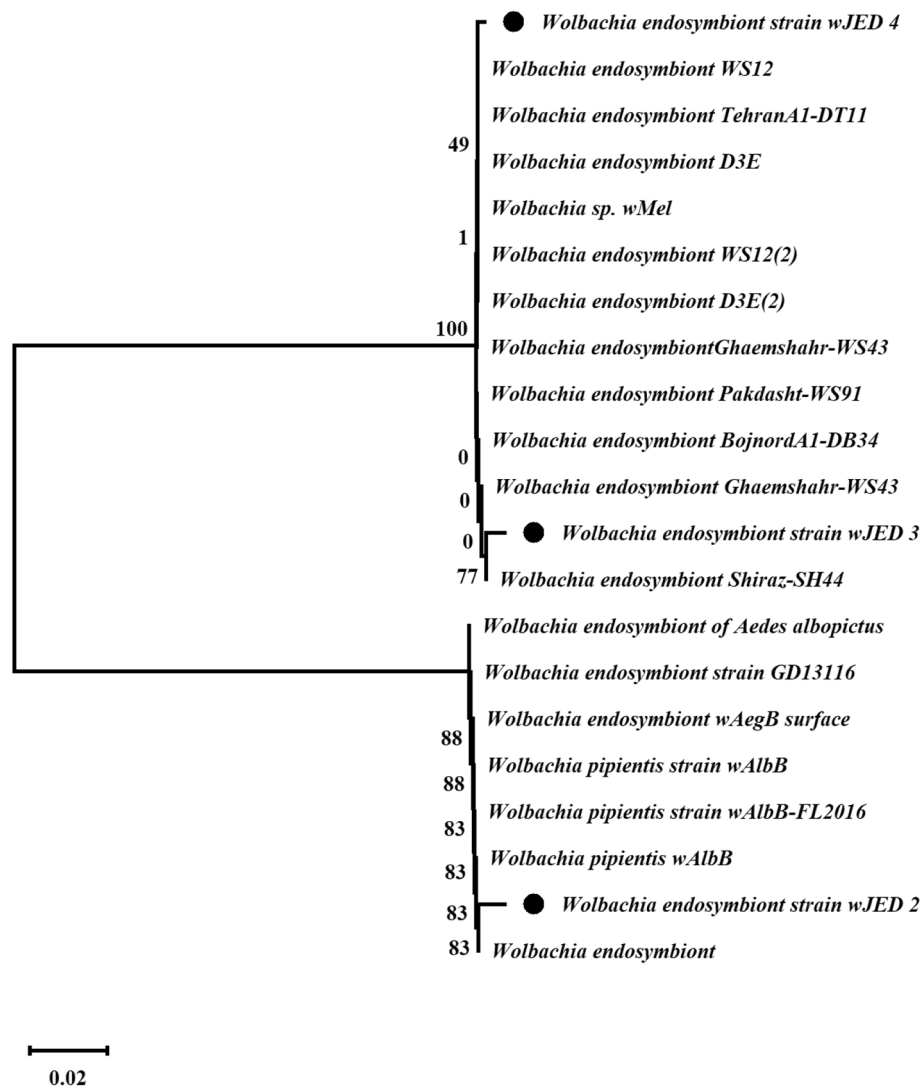 Wolbachia endosymbiont strain wJED 4
Wolbachia endosymbiont WS12
Wolbachia endosymbiont TehranA1-DT11
49
Wolbachia endosymbiont D3E
Wolbachia sp. wMel
1
Wolbachia endosymbiont WS12(2)
Wolbachia endosymbiont D3E(2)
100
Wolbachia endosymbiontGhaemshahr-WS43
Wolbachia endosymbiont Pakdasht-WS91
Wolbachia endosymbiont BojnordA1-DB34
0
Wolbachia endosymbiont Ghaemshahr-WS43
0
Wolbachia endosymbiont strain wJED 3
0
77
Wolbachia endosymbiont Shiraz-SH44
Wolbachia endosymbiont of Aedes albopictus
Wolbachia endosymbiont strain GD13116
Wolbachia endosymbiont wAegB surface
88
Wolbachia pipientis strain wAlbB
88
Wolbachia pipientis strain wAlbB-FL2016
83
Wolbachia pipientis wAlbB
83
Wolbachia endosymbiont strain wJED 2
83
83
Wolbachia endosymbiont
0.02